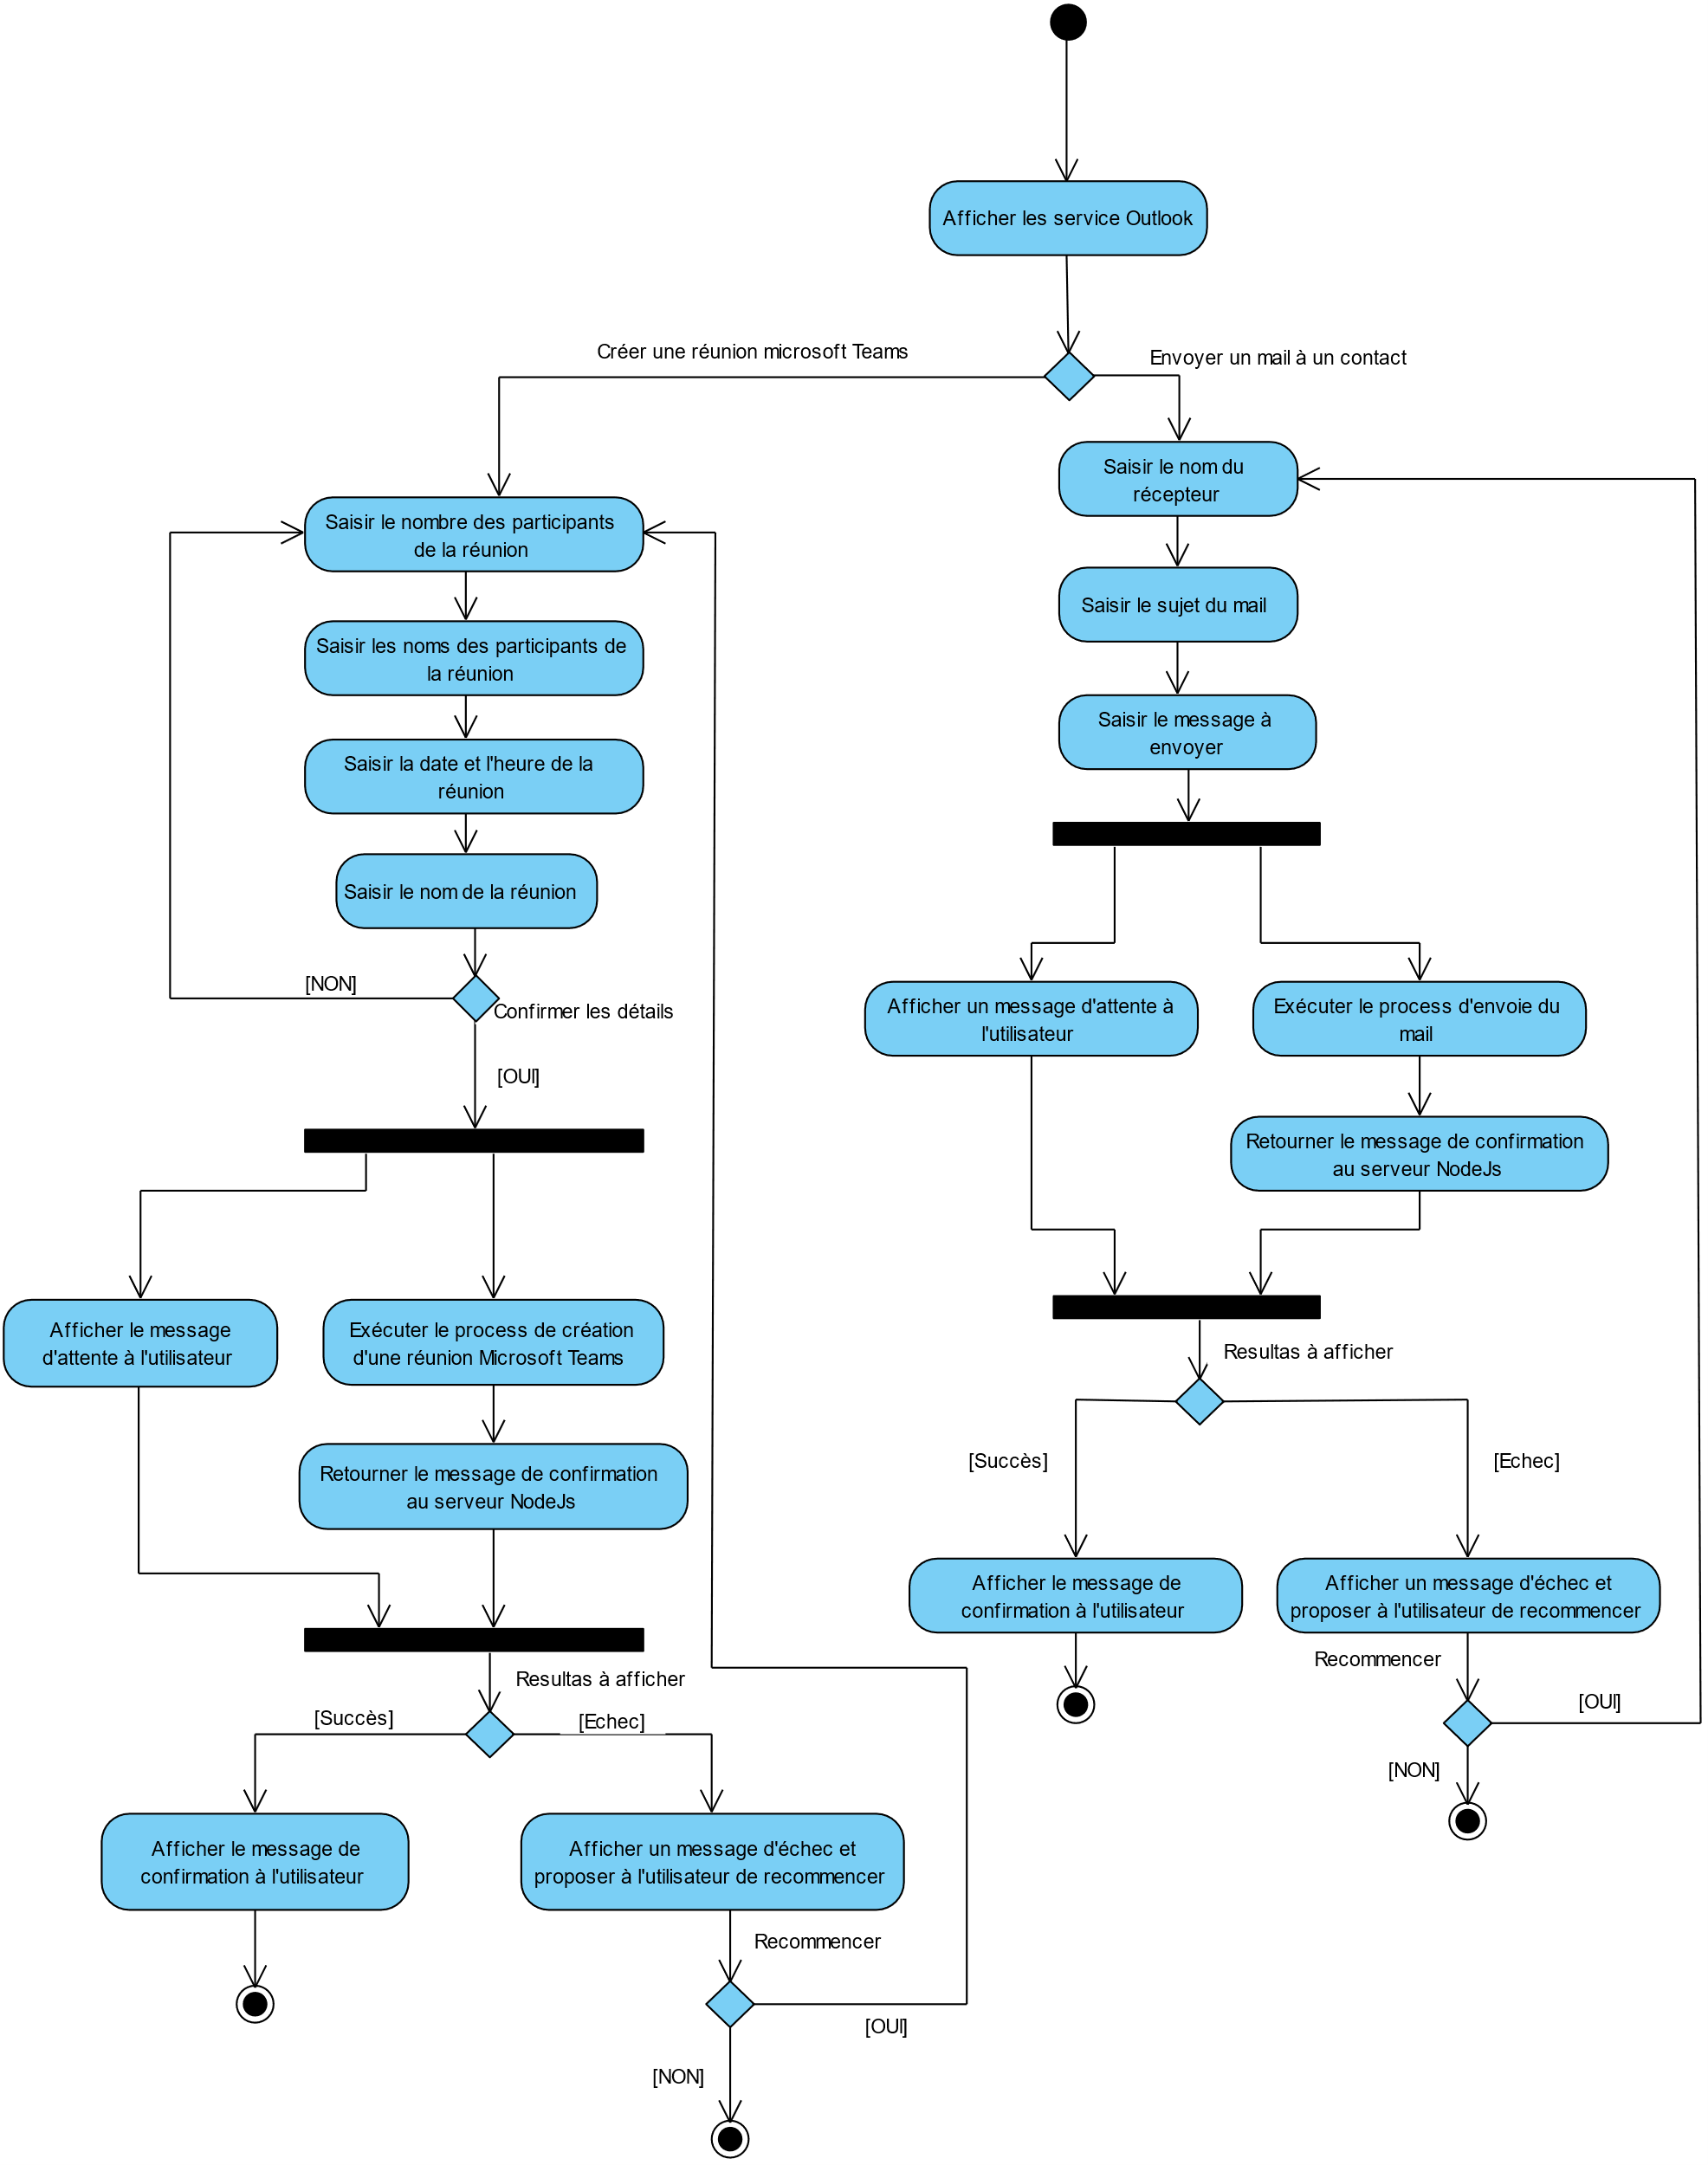 Afficher les service Outlook
Créer une réunion microsoft Teams
Envoyer un mail à un contact
Saisir le nombre des participants
de la réunion
Saisir les noms des participants de
la réunion
Saisir la date et l'heure de la
réunion
Saisir le nom de la réunion
[NON]
Confirmer les détails
[OUI]
Afficher le message
d'attente à l'utilisateur
Exécuter le process de création
d'une réunion Microsoft Teams
Retourner le message de confirmation
au serveur NodeJs
Resultas à afficher
[Succès]
[Echec]
Afficher le message de
confirmation à l'utilisateur
Afficher un message d'échec et
proposer à l'utilisateur de recommencer
Recommencer
[OUI]
[NON]
Saisir le nom du
récepteur
Saisir le sujet du mail
Saisir le message à
envoyer
Afficher un message d'attente à
l'utilisateur
Exécuter le process d'envoie du
mail
Retourner le message de confirmation
au serveur NodeJs
Resultas à afficher
[Succès]
[Echec]
Afficher le message de
confirmation à l'utilisateur
Afficher un message d'échec et
proposer à l'utilisateur de recommencer
Recommencer
[OUI]
[NON]